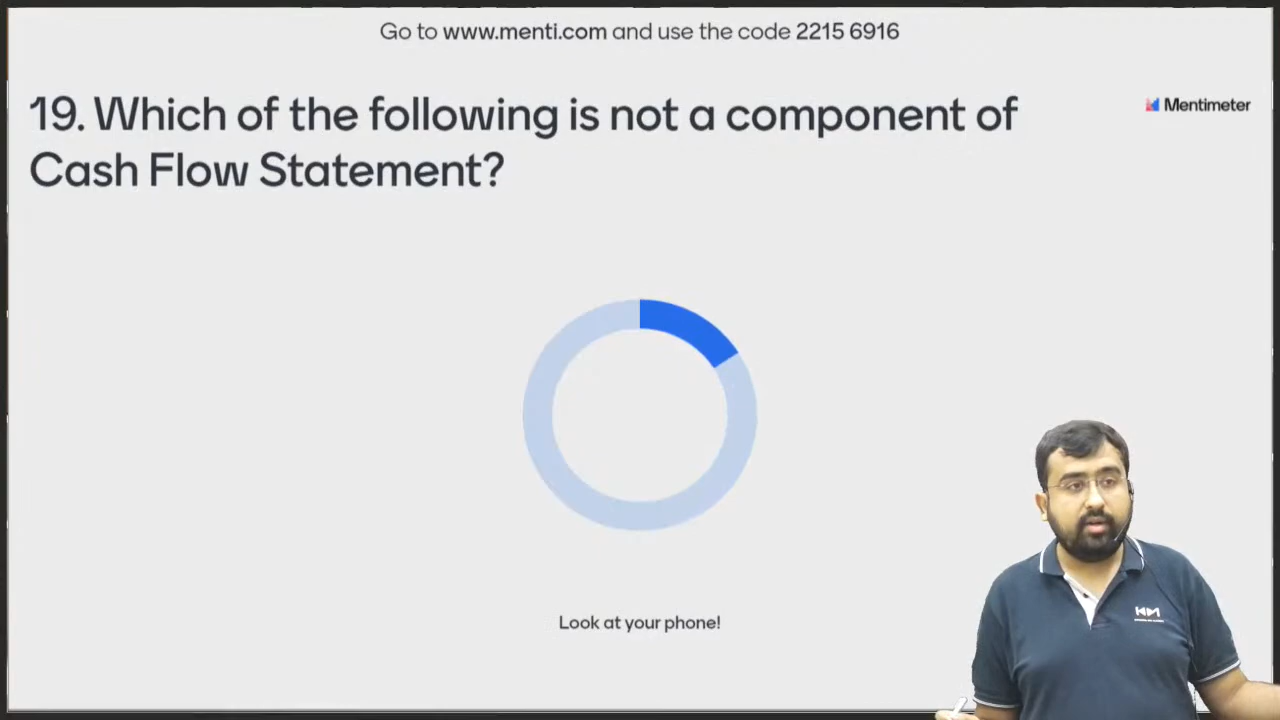 Go to www.menti.com and use the code 2215 6916
19. Which of the following is not a component of
Mentimeter
Cash Flow Statement?
Look at your phone!